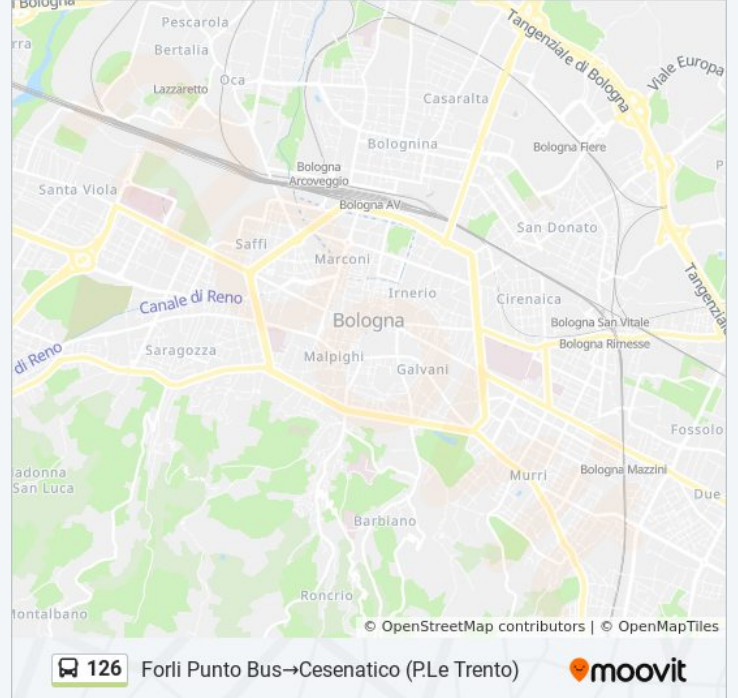 i Bologna
Pescarola
Bertalia
rra
Oca
Lazzaretto
Tangenziale di Bologna
Viale Europa
Casaralta
Bolognina
Bologna Fiere
Bologna
Arcoveggio
P
Santa Viola
Bologna AV
San Donato
Saffi
Marconi
Tangenziale
Irnerio
Canale di Reno
Cirenaica
Bologna
Bologna San Vitale
di Reno
Saragozza
Malpighi
Galvani
Bologna Rimesse
Fossolo
adonna
San Luca
Murri
Bologna Mazzini
Due
Barbiano
Roncrio
Montalbano
© OpenStreetMap contributors | © OpenMapTiles
126 Forlì Punto Bus→Cesenatico (P.Le Trento) moovit